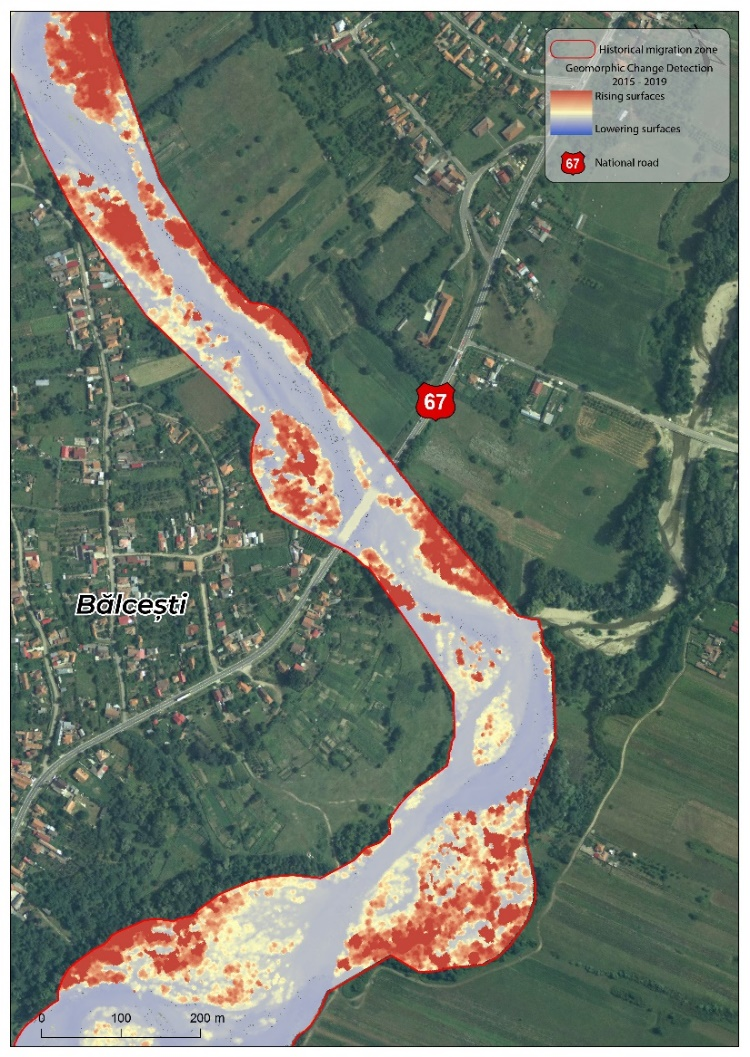 Historical migration zone
Geomorphic Change Detection
2015 - 2019
Rising surfaces
Lowering surfaces
67
National road
67
Bălcești
0
100
200 m